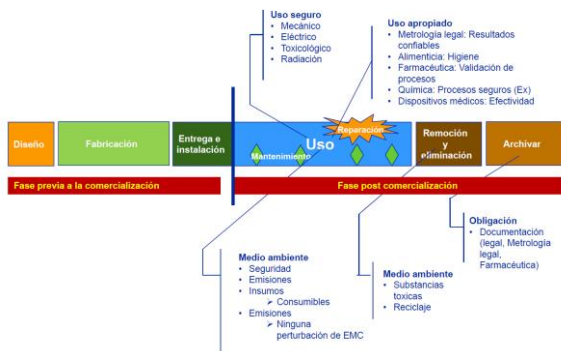 Uso seguro
• Mecánico
• Eléctrico
• Toxicológico
• Radiación
Uso apropiado
• Metrología legal: Resultados
confiables
• Alimenticia: Higiene
• Farmacéutica: Validación de
procesos
• Química: Procesos seguros (Ex)
• Dispositivos médicos: Efectividad
Diseño
Fabricación
Entrega e
instalación
Uso
Reparación
Mantenimiento
Remoción
y
eliminación
Archivar
Fase previa a la comercialización
Fase post comercialización
Medio ambiente
• Seguridad
• Emisiones
• Insumos
➢ Consumibles
• Emisiones
➢ Ninguna
perturbación de EMC
Medio ambiente
• Substancias
toxicas
• Reciclaje
Obligación
• Documentación
(legal, Metrología
legal,
Farmacéutica)